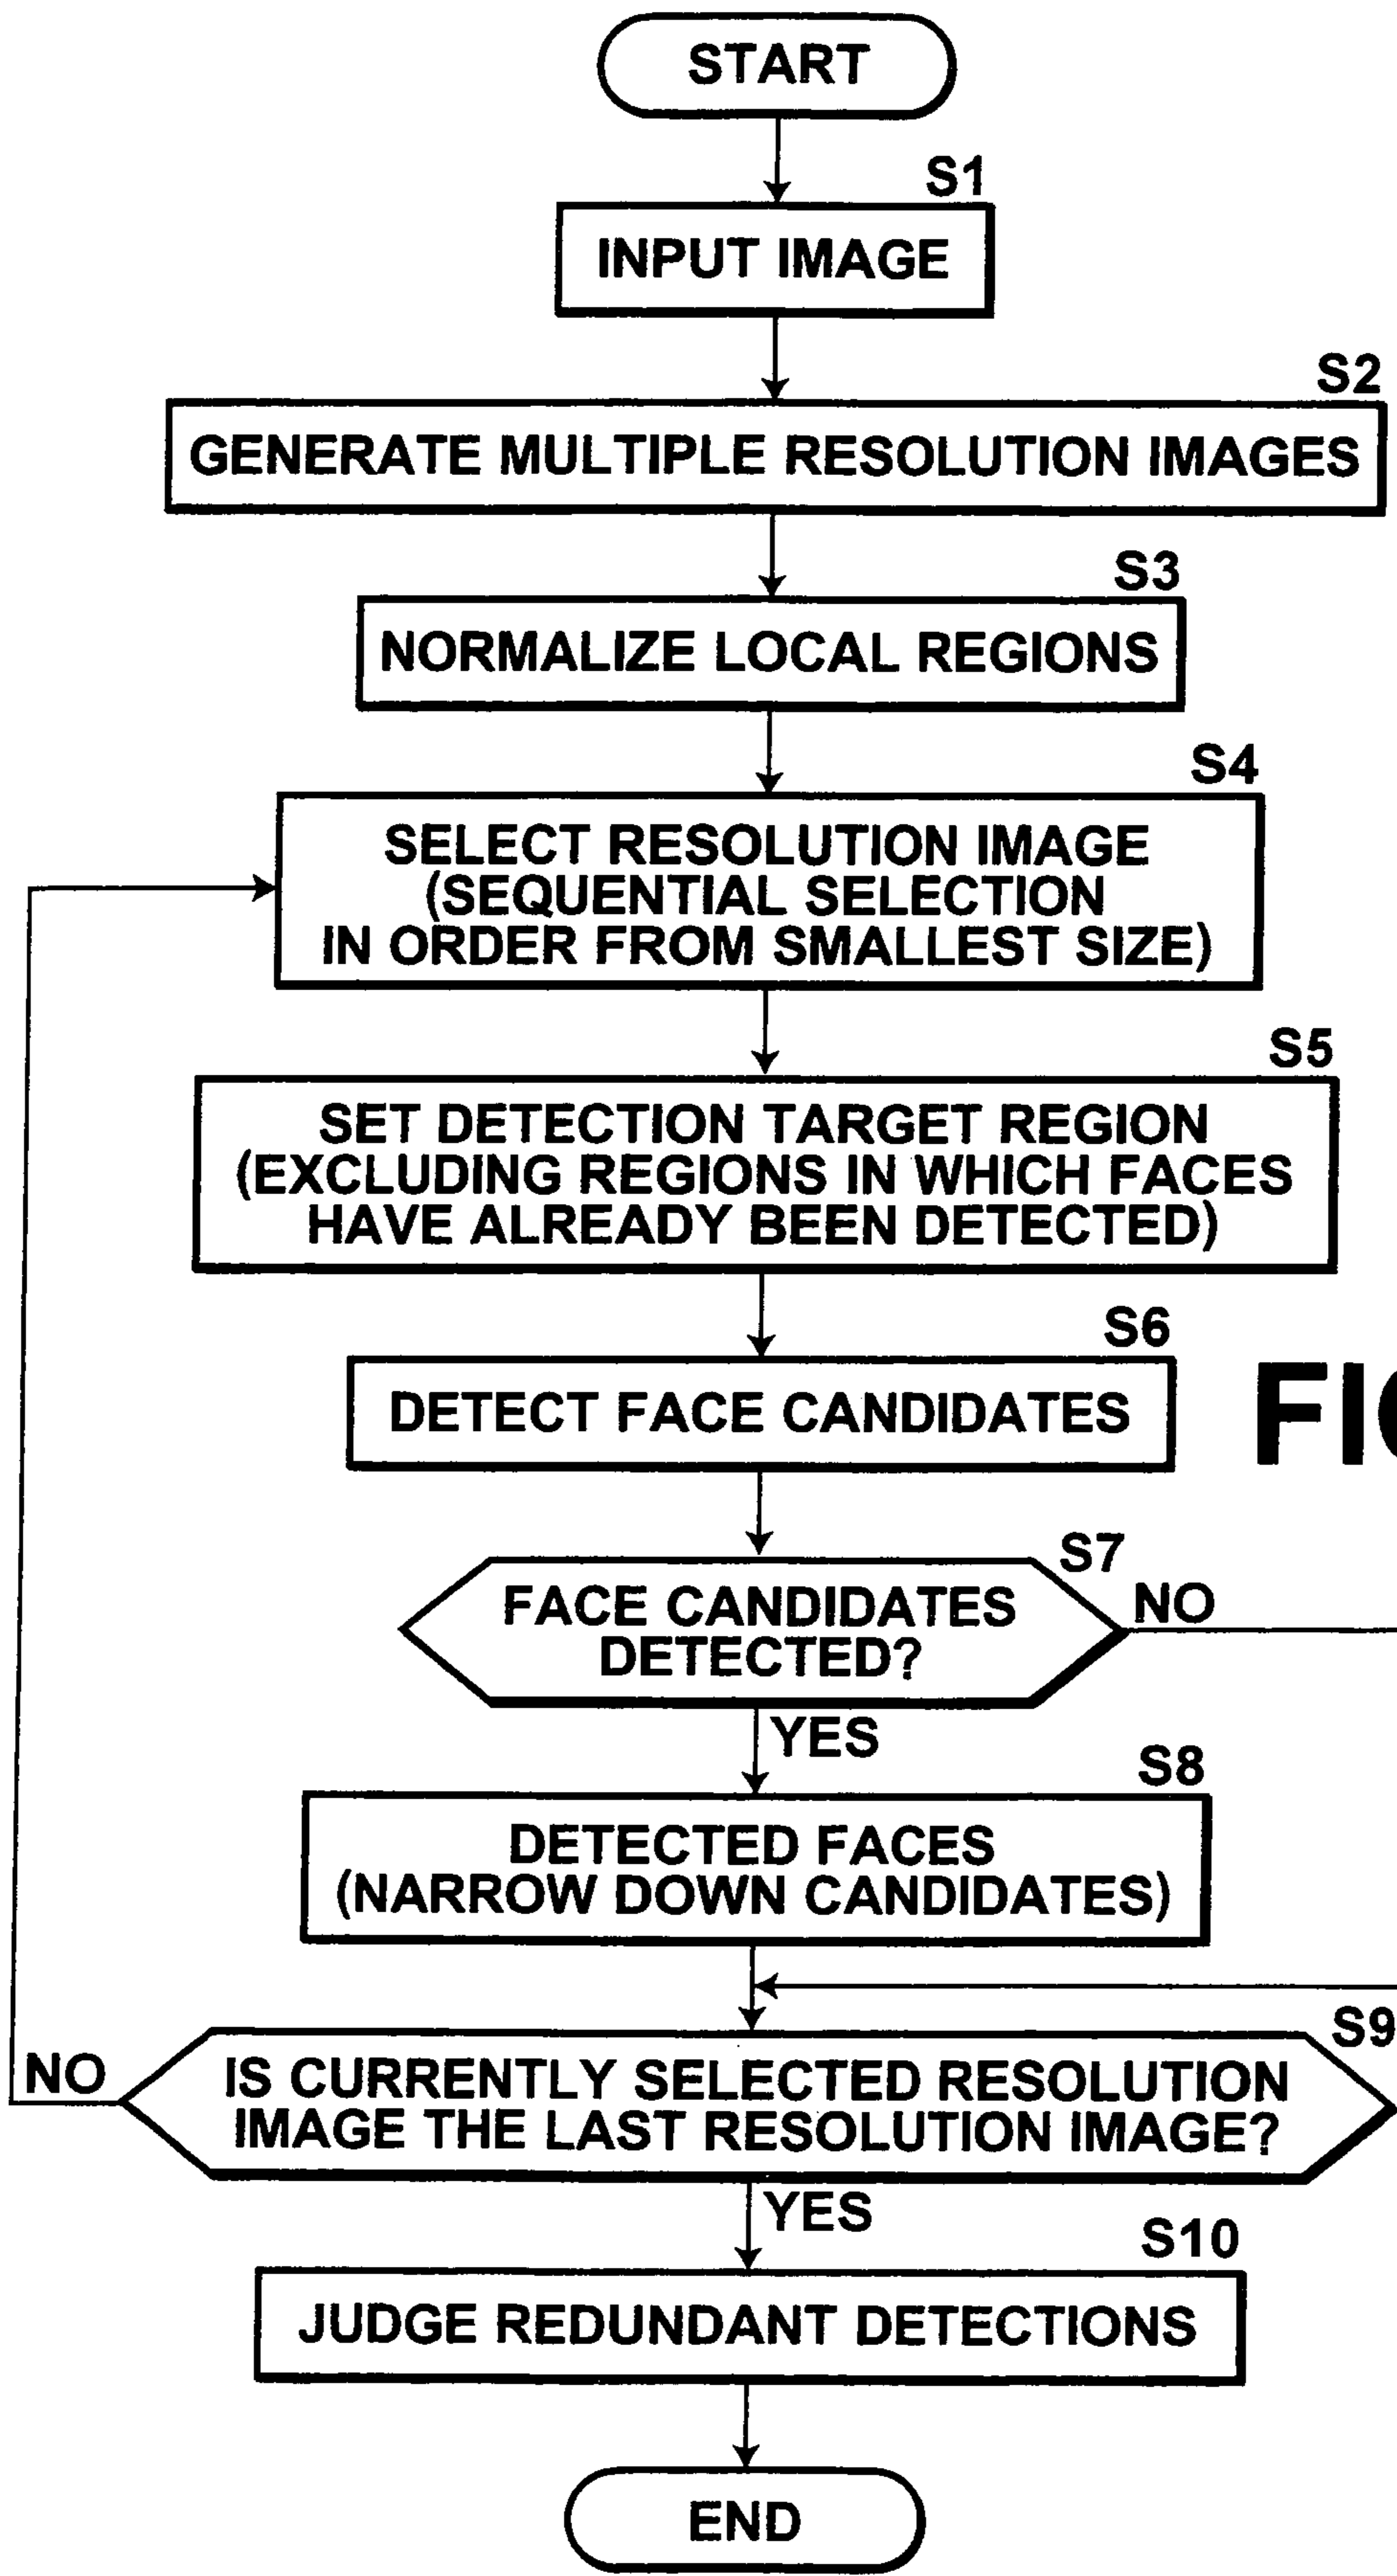 START
S1
INPUT IMAGE
S2
GENERATE MULTIPLE RESOLUTION IMAGES
S3
NORMALIZE LOCAL REGIONS
S4
SELECT RESOLUTION IMAGE
(SEQUENTIAL SELECTION
IN ORDER FROM SMALLEST SIZE)
S5
SET DETECTION TARGET REGION
(EXCLUDING REGIONS IN WHICH FACES
HAVE ALREADY BEEN DETECTED)
S6
DETECT FACE CANDIDATES
S7
FACE CANDIDATES
DETECTED?
NO
YES
S8
DETECTED FACES
(NARROW DOWN CANDIDATES)
S9
NO
IS CURRENTLY SELECTED RESOLUTION
IMAGE THE LAST RESOLUTION IMAGE?
YES
S10
JUDGE REDUNDANT DETECTIONS
END